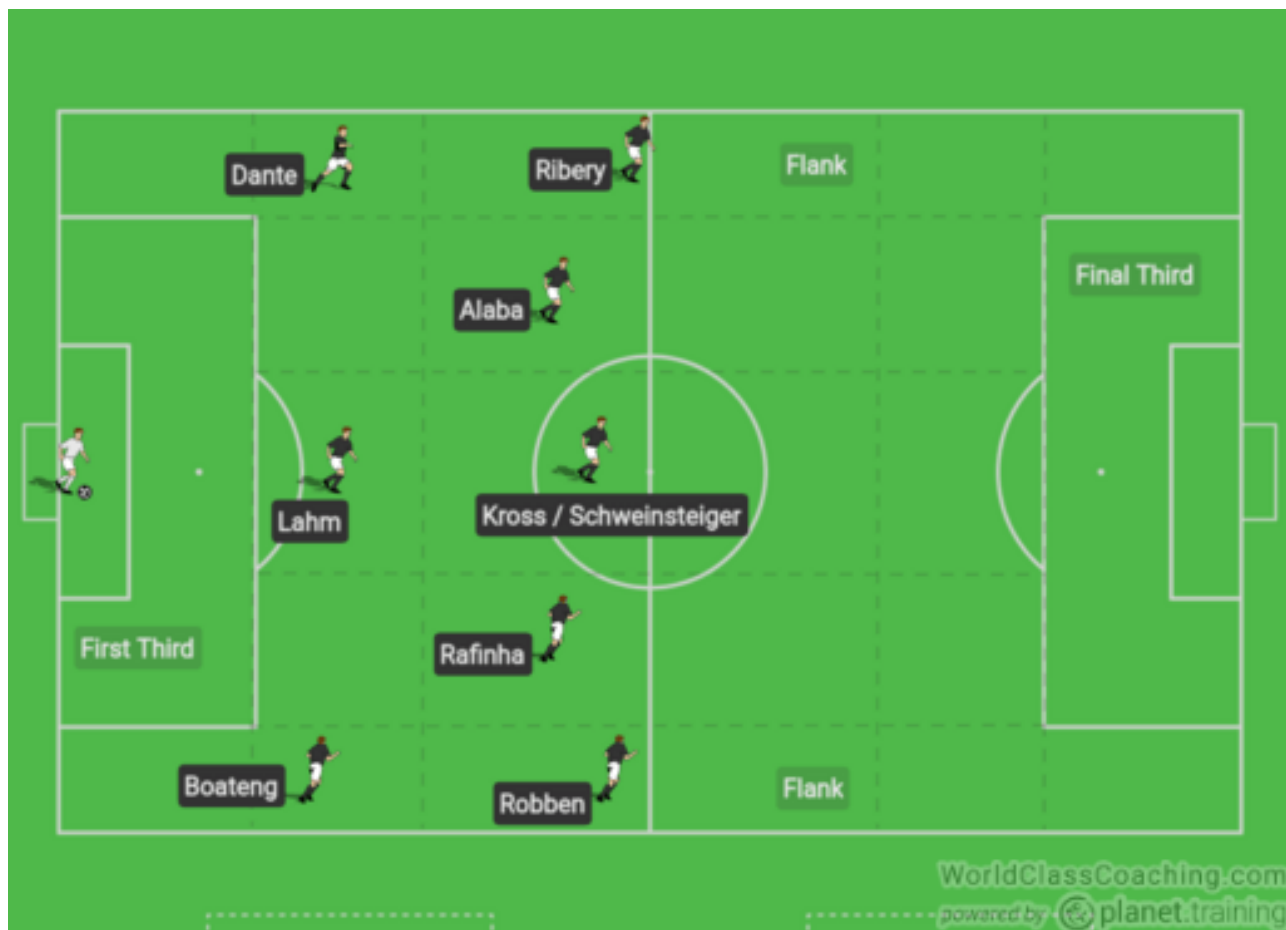 Dante
Ribery
Flank
Final Third
Alaba
Lahm
Kross / Schweinsteiger
First Third
Rafinha
Boateng
Robben
Flank
WorldClassCoaching.com
powered by planet.training